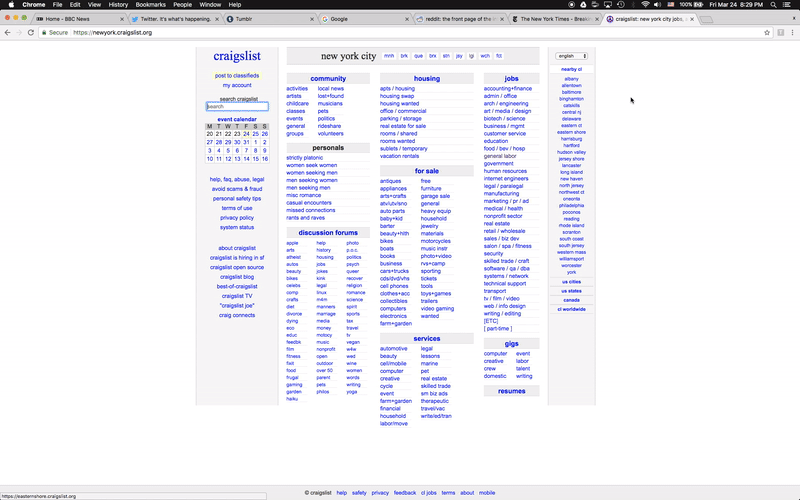 Chrome File Edit View History Bookmarks People Window Help
100% Fri Mar 24 8:29 PM
Home - BBC News
Twitter. It's what's happening.
Tumblr
Google
reddit: the front page of the
The New York Times - Breaki
craigslist: new york city jobs,
Secure https://newyork.craigslist.org
craigslist
post to classifieds
my account
search craigslist
search
event calendar
M T W T F S S
20 21 22 23 24 25 26
27 28 29 30 31 1 2
3 4 5 6 7 8 9
10 11 12 13 14 15 16
help, faq, abuse, legal
avoid scams & fraud
personal safety tips
terms of use
privacy policy
system status
about craigslist
craigslist is hiring in sf
craigslist open source
craigslist blog
best-of-craigslist
craigslist TV
"craigslist joe"
craig connects
new york city mnh brk que brx stn jsy lgi wch fct
community
activities local news
artists lost+found
childcare musicians
classes pets
events politics
general rideshare
groups volunteers
personals
strictly platonic
women seek women
women seeking men
men seeking women
men seeking men
misc romance
casual encounters
missed connections
rants and raves
discussion forums
apple help photo
arts history p.o.c.
atheist housing politics
autos jobs psych
beauty jokes queer
bikes kink recover
celebs legal religion
comp linux romance
crafts m4m science
diet manners spirit
divorce marriage sports
dying media tax
eco money travel
educ motocy tv
feedbk music vegan
film nonprofit w4w
fitness open wed
fixit outdoor wine
food over 50 women
frugal parent words
gaming pets writing
garden philos yoga
haiku
housing
apts / housing
housing swap
housing wanted
office / commercial
parking / storage
real estate for sale
rooms / shared
rooms wanted
sublets / temporary
vacation rentals
for sale
antiques free
appliances furniture
arts+crafts garage sale
atv/utv/sno general
auto parts heavy equip
baby+kid household
barter jewelry
beauty+hlth materials
bikes motorcycles
boats music instr
books photo+video
business rvs+camp
cars+trucks sporting
cds/dvd/vhs tickets
cell phones tools
clothes+acc toys+games
collectibles trailers
computers video gaming
electronics wanted
farm+garden
services
automotive legal
beauty lessons
cell/mobile marine
computer pet
creative real estate
cycle skilled trade
event sm biz ads
farm+garden therapeutic
financial travel/vac
household write/ed/tran
labor/move
jobs
accounting+finance
admin / office
arch / engineering
art / media / design
biotech / science
business / mgmt
customer service
education
food / bev / hosp
general labor
government
human resources
internet engineers
legal / paralegal
manufacturing
marketing / pr / ad
medical / health
nonprofit sector
real estate
retail / wholesale
sales / biz dev
salon / spa / fitness
security
skilled trade / craft
software / qa / dba
systems / network
technical support
transport
tv / film / video
web / info design
writing / editing
[ETC]
[ part-time ]
gigs
computer event
creative labor
crew talent
domestic writing
resumes
english
nearby cl
albany
allentown
baltimore
binghamton
catskills
central nj
delaware
eastern ct
eastern shore
harrisburg
hartford
hudson valley
jersey shore
lancaster
long island
new haven
north jersey
northwest ct
oneonta
philadelphia
poconos
reading
rhode island
scranton
south coast
south jersey
western mass
williamsport
worcester
york
us cities
us states
canada
cl worldwide
https://easternshore.craigslist.org
© craigslist help safety privacy feedback cl jobs terms about mobile